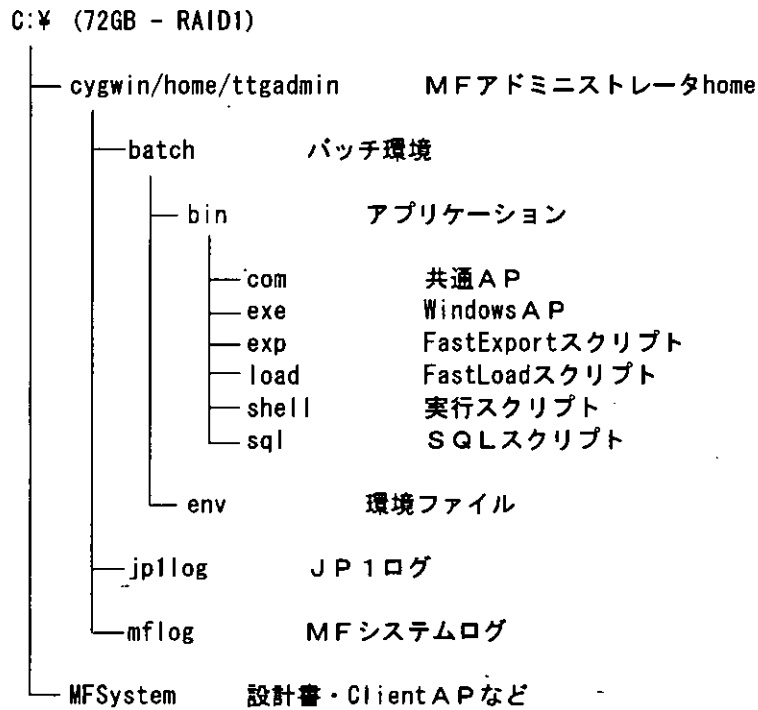 C:¥ (72GB - RAID1)
cygwin/home/ttgadmin ＭＦアドミニストレータhome
batch バッチ環境
bin アプリケーション
com 共通ＡＰ
exe WindowsＡＰ
exp FastExportスクリプト
load FastLoadスクリプト
shell 実行スクリプト
sql ＳＱＬスクリプト
env 環境ファイル
jp1log ＪＰ１ログ
mflog ＭＦシステムログ
MFSystem 設計書・ClientＡＰなど